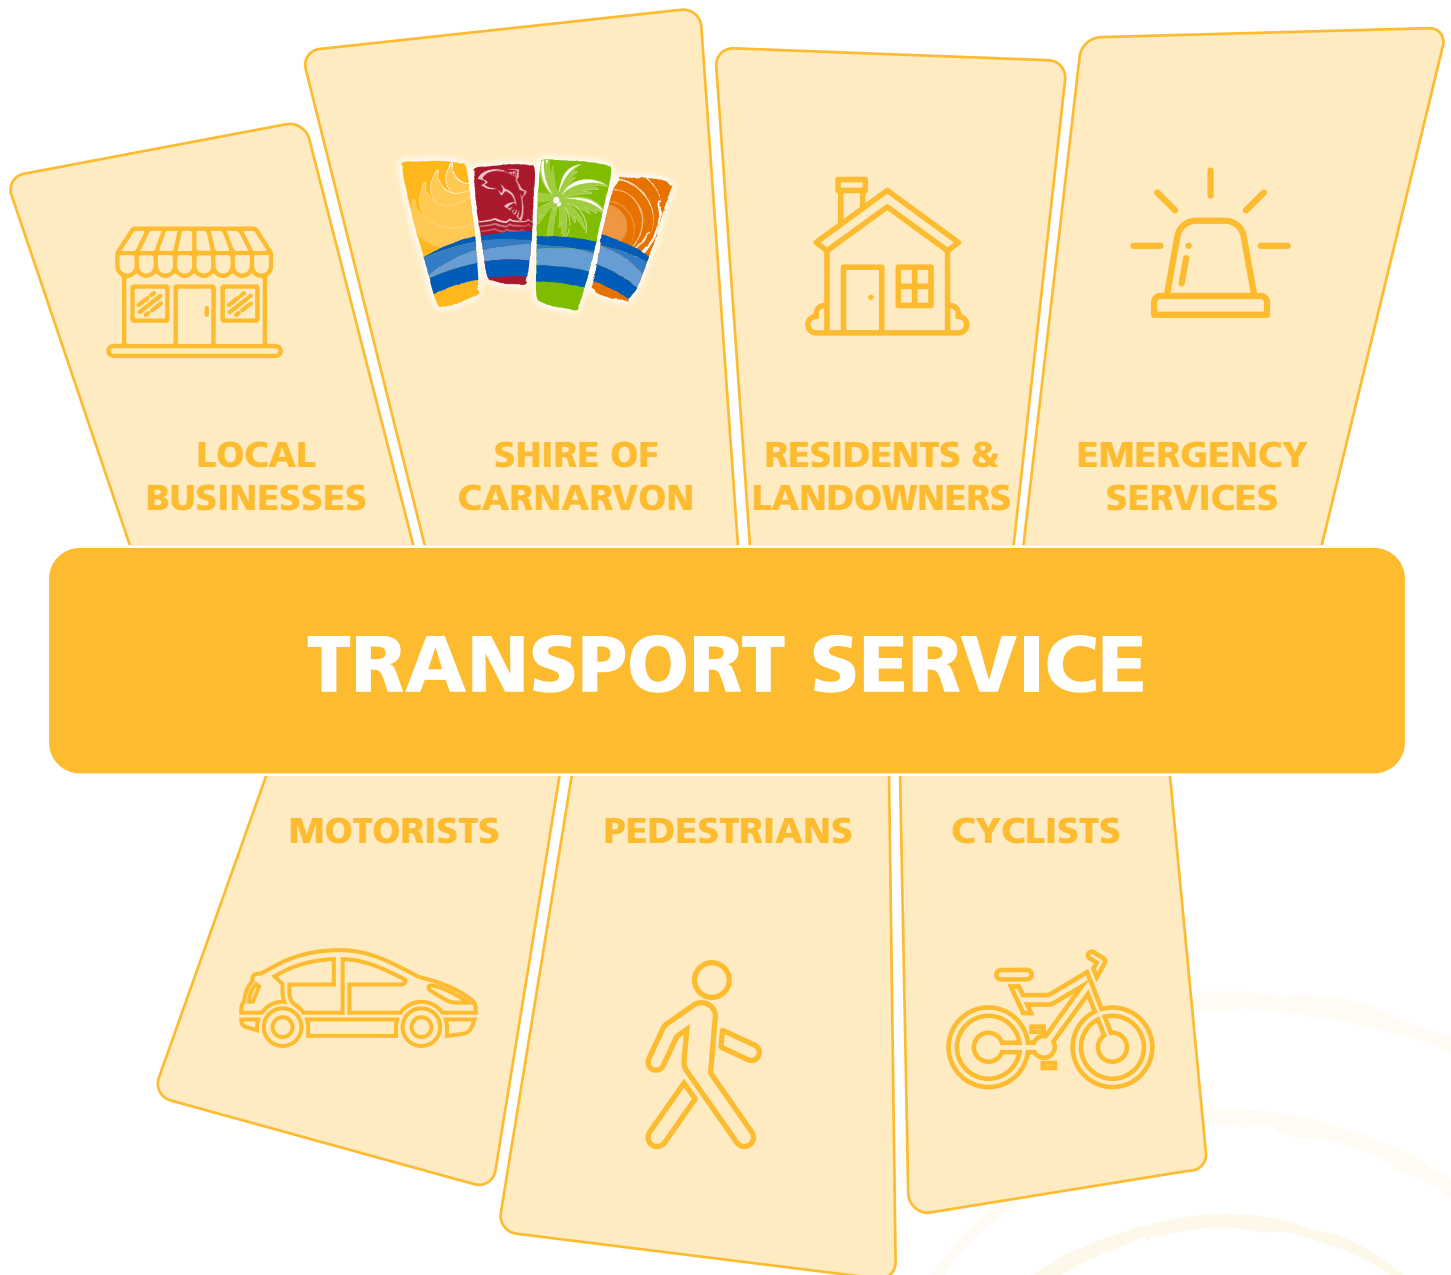 LOCAL
BUSINESSES
SHIRE OF
CARNARVON
RESIDENTS &
LANDOWNERS
EMERGENCY
SERVICES
TRANSPORT SERVICE
MOTORISTS
PEDESTRIANS
CYCLISTS